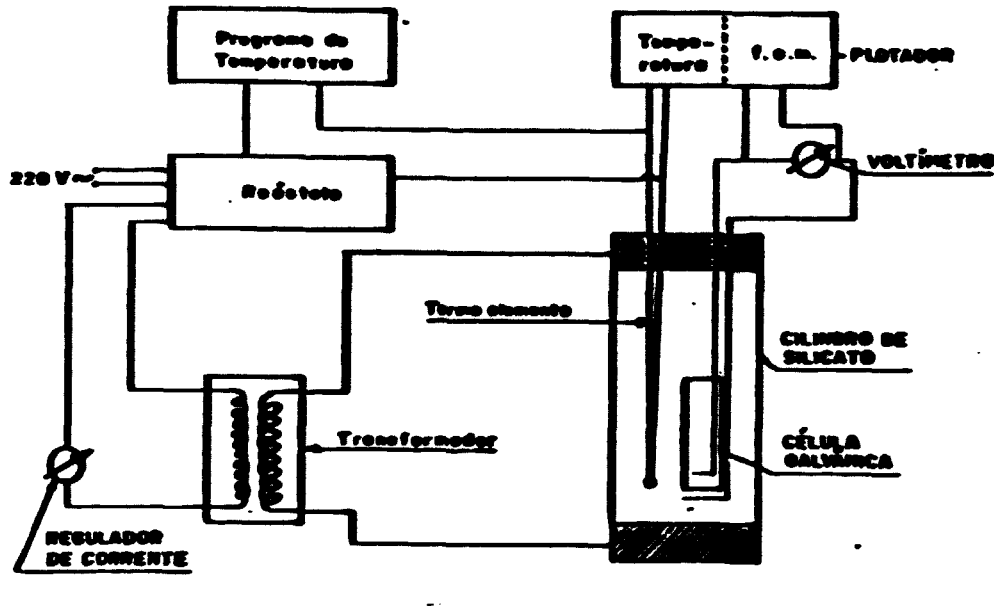 Programa de
Temperatura
Tempe-
ratura
f.e.m.
PLOTADOR
220 V~
Reóstato
VOLTÍMETRO
Termo elemento
CILINDRO DE
SILICATO
Transformador
CÉLULA
GALVÂNICA
REGULADOR
DE CORRENTE